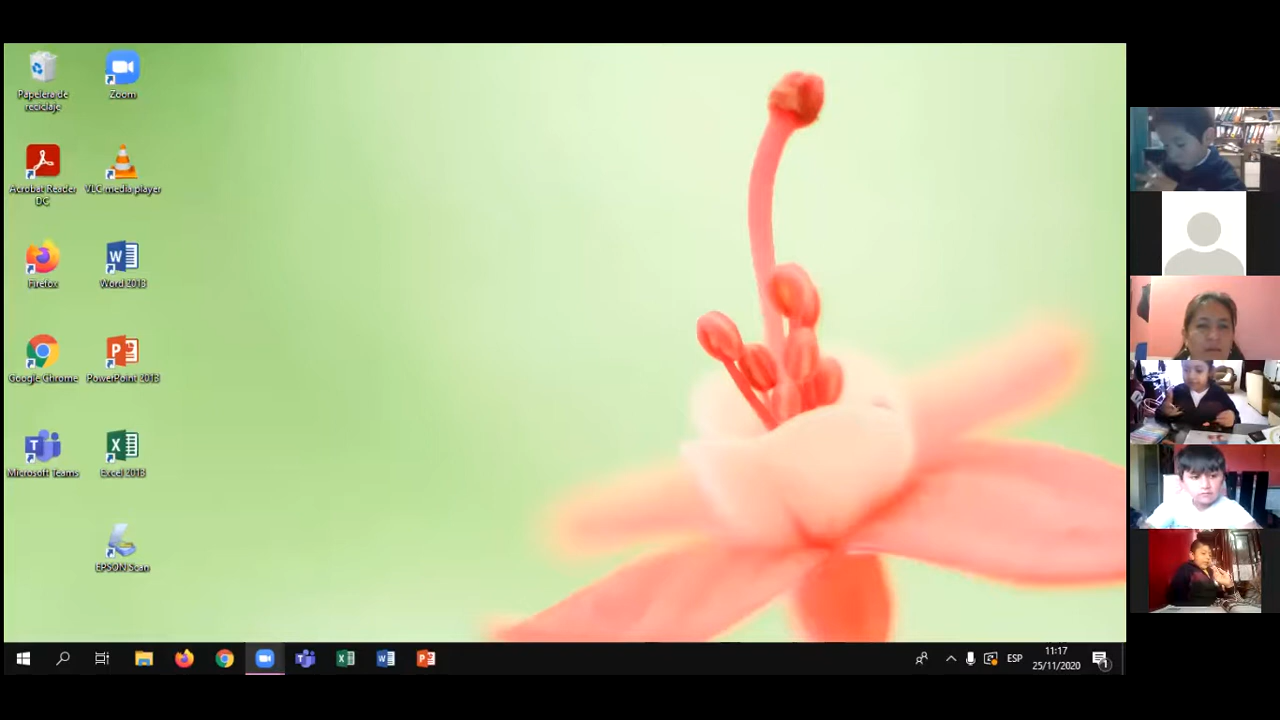 Papelera de
reciclaje
Zoom
Acrobat Reader
DC
VLC media player
Firefox
Word 2013
Google Chrome
PowerPoint 2013
Microsoft Teams
Excel 2013
EPSON Scan
ESP
11:17
25/11/2020
1